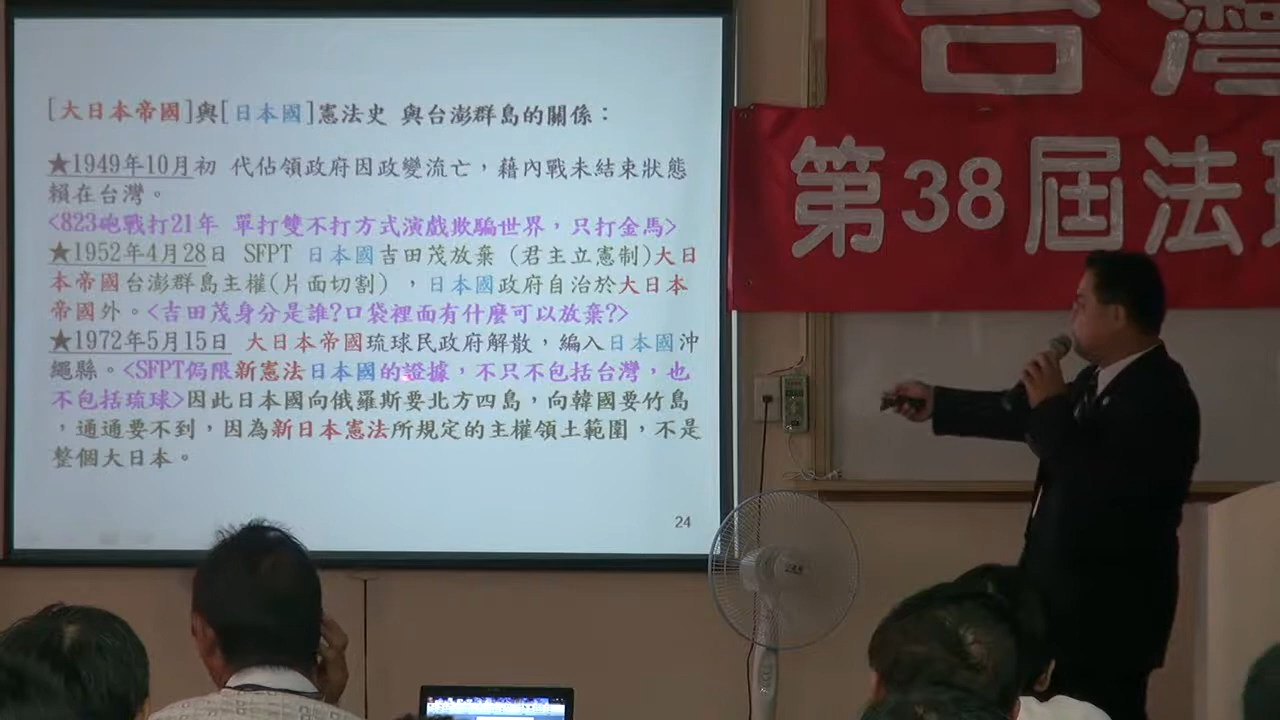 [大日本帝國]與[日本國]憲法史 與台澎群島的關係：
★1949年10月初 代佔領政府因政變流亡，藉內戰未結束狀態
賴在台灣。
<823砲戰打21年 單打雙不打方式演戲欺騙世界，只打金馬>
★1952年4月28日 SFPT 日本國吉田茂放棄 (君主立憲制)大日
本帝國台澎群島主權(片面切割) ，日本國政府自治於大日本
帝國外。<吉田茂身分是誰?口袋裡面有什麼可以放棄?>
★1972年5月15日 大日本帝國琉球民政府解散，編入日本國沖
繩縣。<SFPT侷限新憲法日本國的證據，不只不包括台灣，也
不包括琉球>因此日本國向俄羅斯要北方四島，向韓國要竹島
，通通要不到，因為新日本憲法所規定的主權領土範圍，不是
整個大日本。
24
台灣
第38屆法